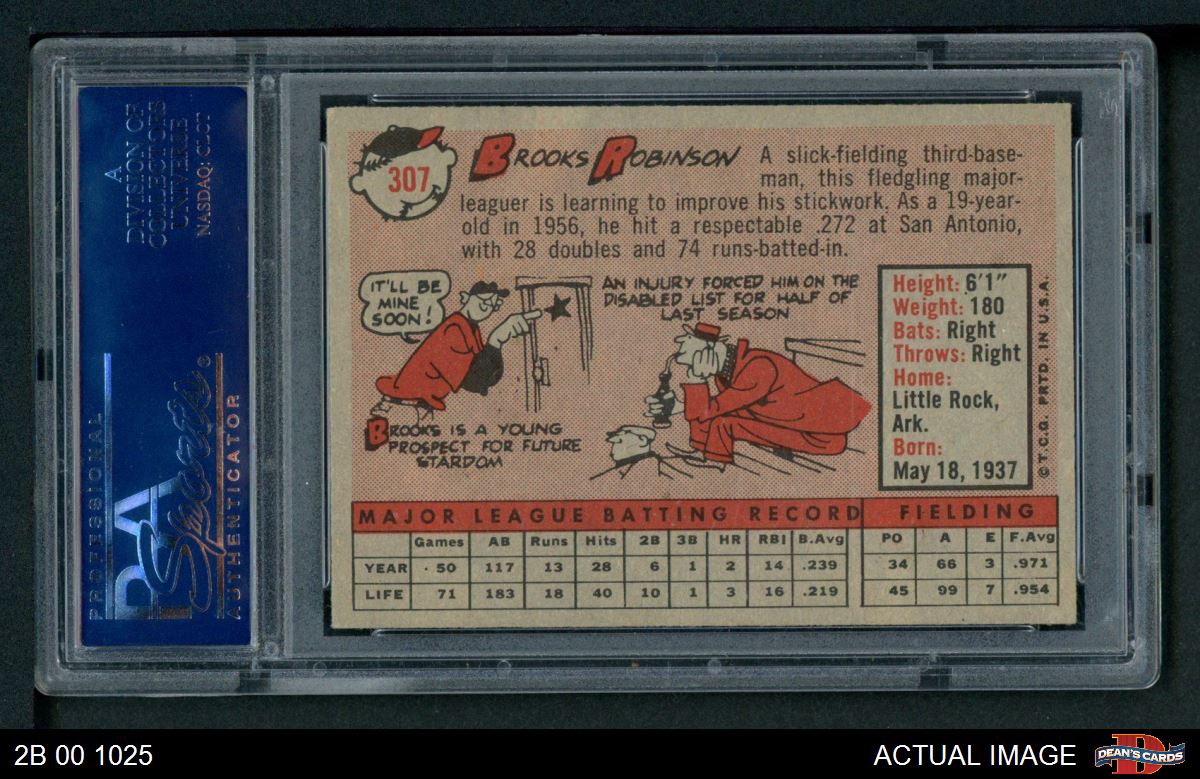 A
DIVISION OF
COLLECTORS
UNIVERSE
NASDAQ: CLCT
PROFESSIONAL
PSA
Sports®
AUTHENTICATOR
307
BROOKS ROBINSON
A slick-fielding third-base-
man, this fledgling major-
leaguer is learning to improve his stickwork. As a 19-year-
old in 1956, he hit a respectable .272 at San Antonio,
with 28 doubles and 74 runs-batted-in.
IT'LL BE
MINE
SOON!
BROOKS IS A YOUNG
PROSPECT FOR FUTURE
STARDOM
AN INJURY FORCED HIM ON THE
DISABLED LIST FOR HALF OF
LAST SEASON
Height: 6'1"
Weight: 180
Bats: Right
Throws: Right
Home:
Little Rock,
Ark.
Born:
May 18, 1937
© T.C.G. PRTD. IN U.S.A.
MAJOR LEAGUE BATTING RECORD FIELDING
Games AB Runs Hits 2B 3B HR RBI B.Avg PO A E F.Avg
YEAR 50 117 13 28 6 1 2 14 .239 34 66 3 .971
LIFE 71 183 18 40 10 1 3 16 .219 45 99 7 .954
2B 00 1025
ACTUAL IMAGE
D
DEAN'S CARDS